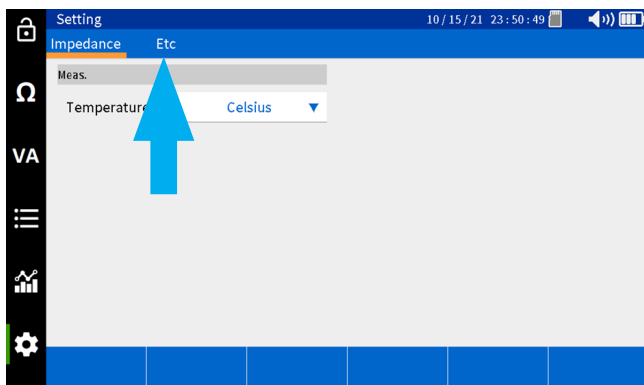 Setting 10/15/21 23:50:49
Impedance Etc
Meas.
Temperature Celsius ▼
Ω
VA